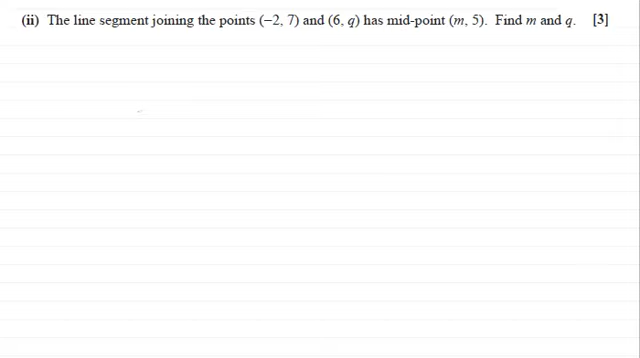 (ii) The line segment joining the points (−2, 7) and (6, q) has mid-point (m, 5). Find m and q. [3]